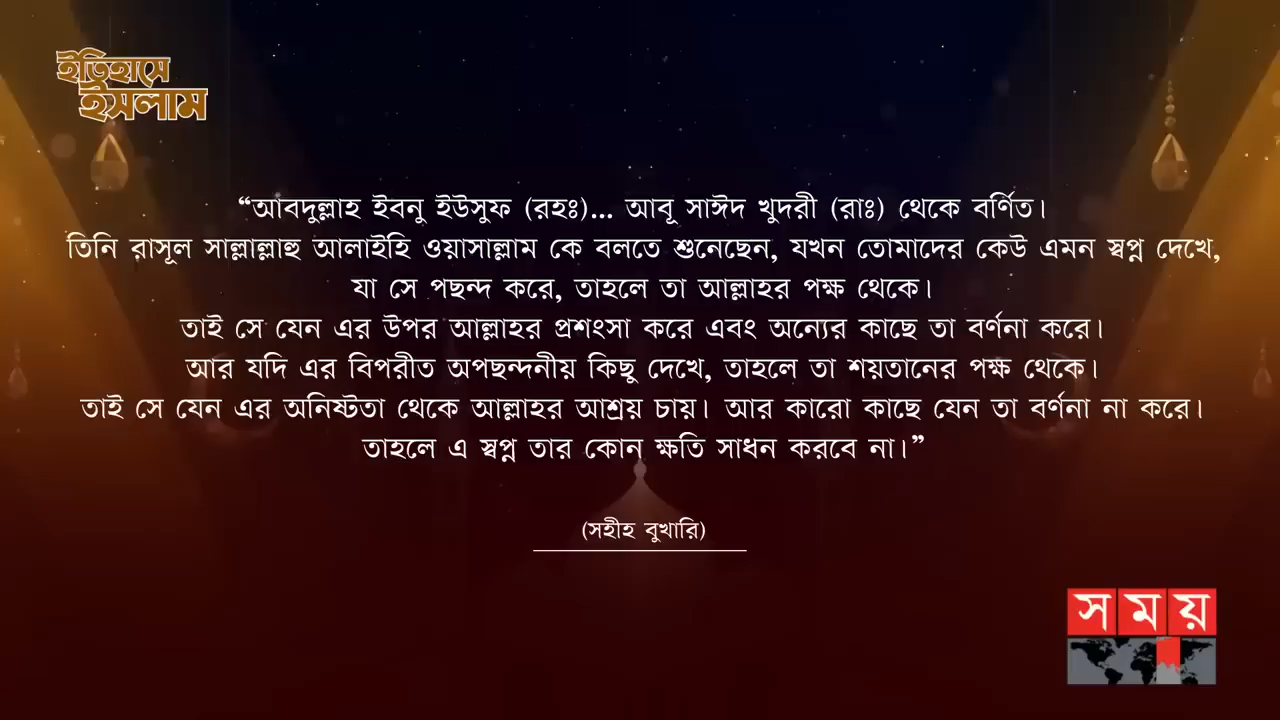 ইতিহাসে
ইসলাম
“আবদুল্লাহ ইবনু ইউসুফ (রহঃ)... আবূ সাঈদ খুদরী (রাঃ) থেকে বর্ণিত।
তিনি রাসূল সাল্লাল্লাহু আলাইহি ওয়াসাল্লাম কে বলতে শুনেছেন, যখন তোমাদের কেউ এমন স্বপ্ন দেখে,
যা সে পছন্দ করে, তাহলে তা আল্লাহর পক্ষ থেকে।
তাই সে যেন এর উপর আল্লাহর প্রশংসা করে এবং অন্যের কাছে তা বর্ণনা করে।
আর যদি এর বিপরীত অপছন্দনীয় কিছু দেখে, তাহলে তা শয়তানের পক্ষ থেকে।
তাই সে যেন এর অনিষ্টতা থেকে আল্লাহর আশ্রয় চায়। আর কারো কাছে যেন তা বর্ণনা না করে।
তাহলে এ স্বপ্ন তার কোন ক্ষতি সাধন করবে না।”
(সহীহ বুখারি)
সময়